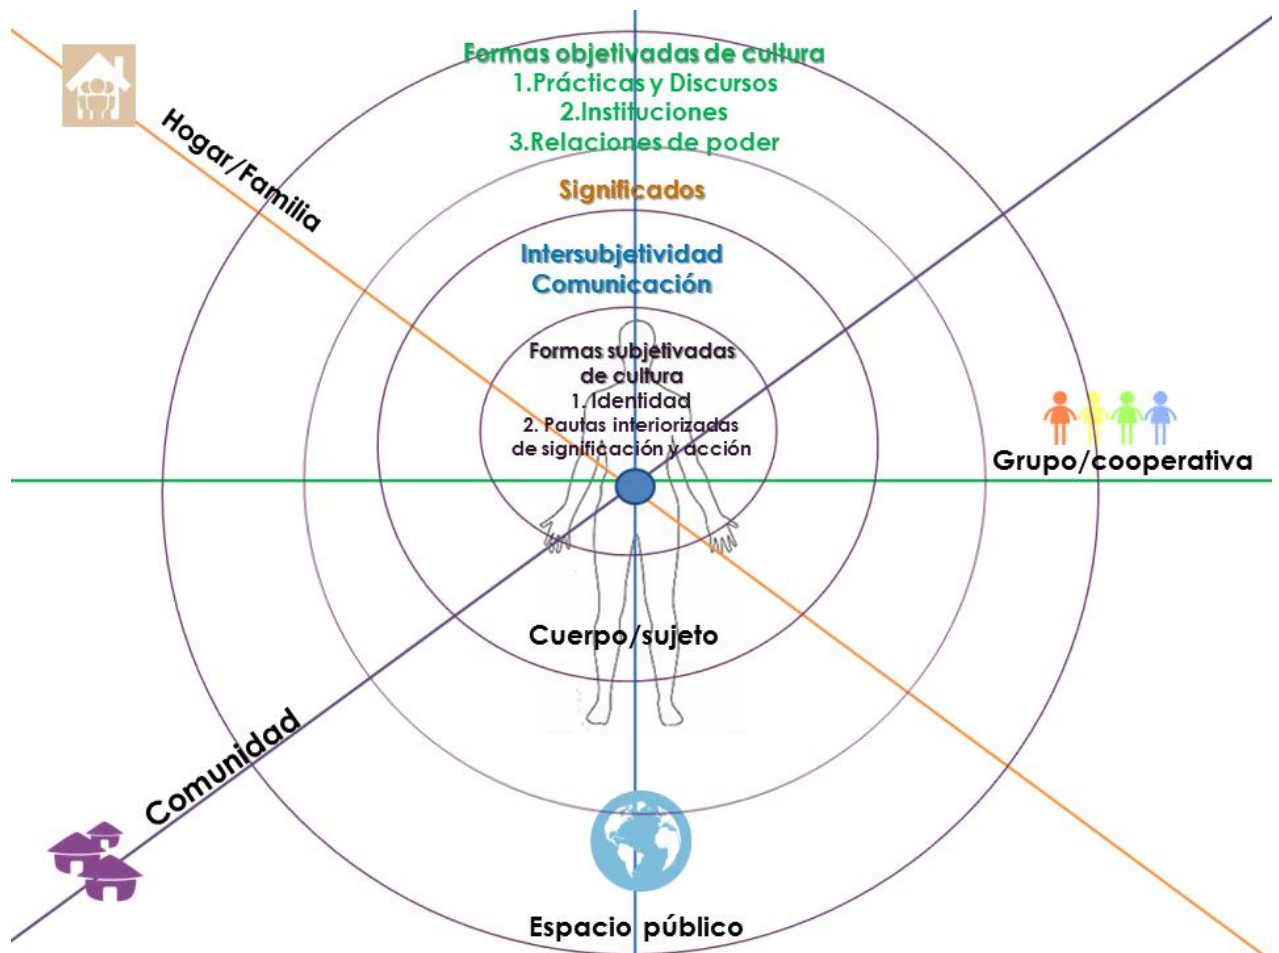 Formas objetivadas de cultura
1.Prácticas y Discursos
2.Instituciones
3.Relaciones de poder
Hogar/Familia
Significados
Intersubjetividad
Comunicación
Formas subjetivadas
de cultura
1. Identidad
2. Pautas interiorizadas
de significación y acción
Grupo/cooperativa
Cuerpo/sujeto
Comunidad
Espacio público